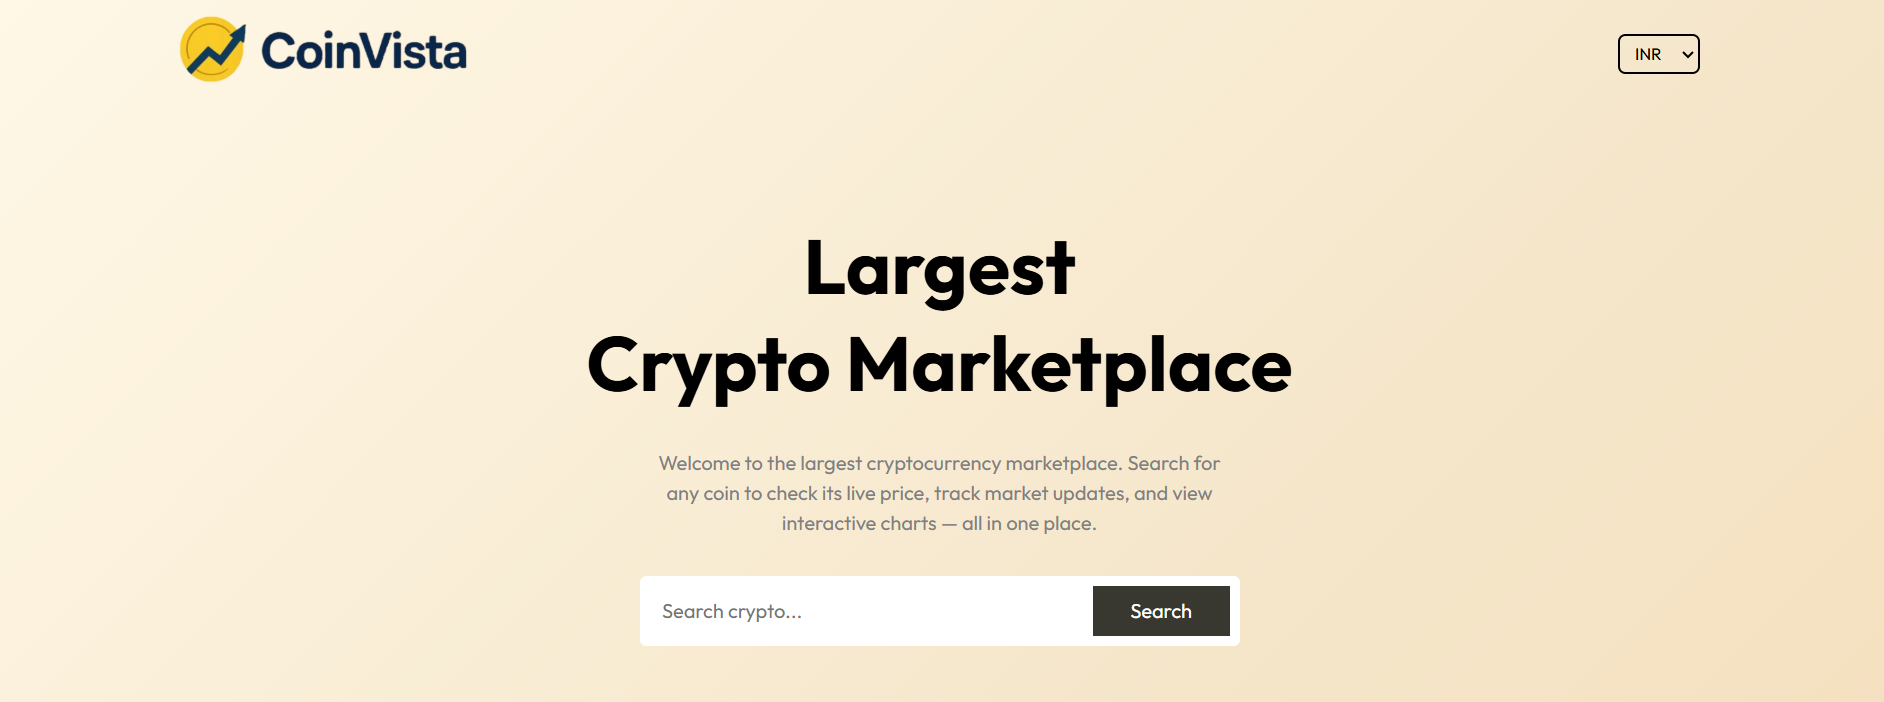 CoinVista
INR
Largest
Crypto Marketplace
Welcome to the largest cryptocurrency marketplace. Search for
any coin to check its live price, track market updates, and view
interactive charts — all in one place.
Search crypto...
Search